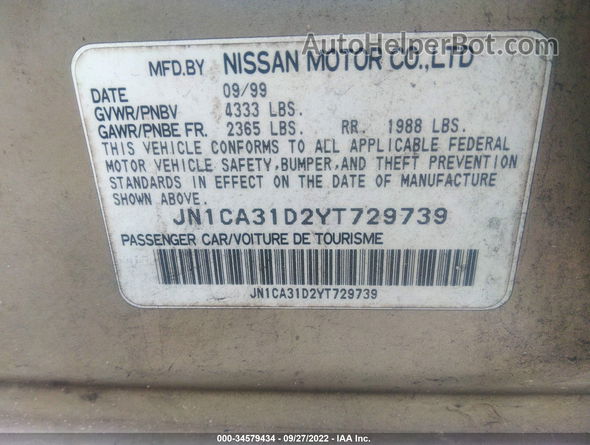 AutoHelperBot.com
MFD.BY NISSAN MOTOR CO.,LTD
DATE 09/99
GVWR/PNBV 4333 LBS.
GAWR/PNBE FR. 2365 LBS. RR. 1988 LBS.
THIS VEHICLE CONFORMS TO ALL APPLICABLE FEDERAL
MOTOR VEHICLE SAFETY,BUMPER,AND THEFT PREVENTION
STANDARDS IN EFFECT ON THE DATE OF MANUFACTURE
SHOWN ABOVE.
JN1CA31D2YT729739
PASSENGER CAR/VOITURE DE TOURISME
JN1CA31D2YT729739
000-34579434 - 09/27/2022 - IAA Inc.